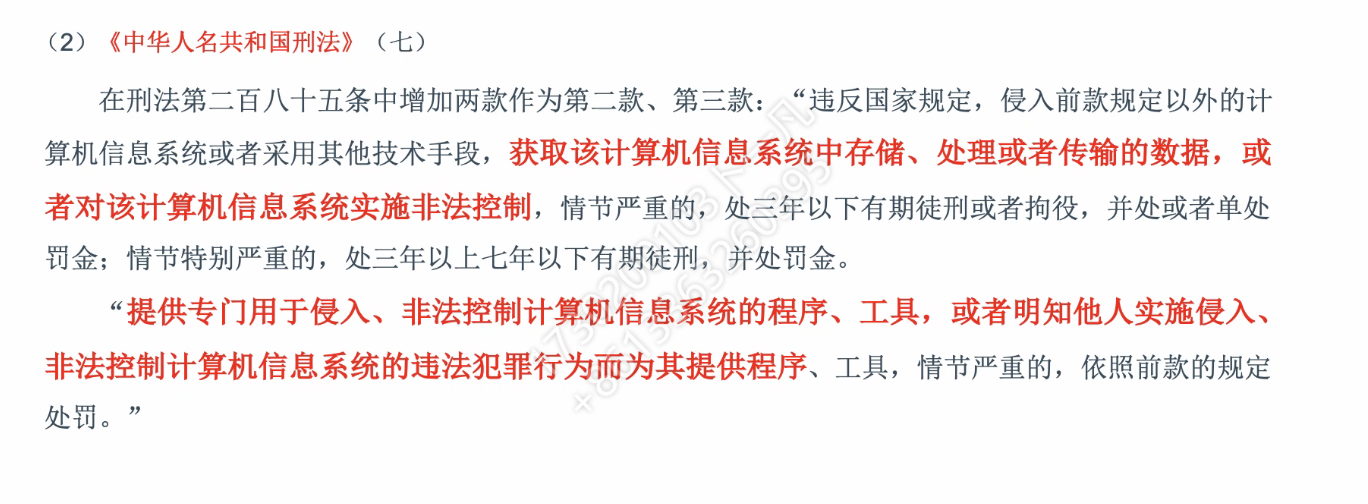 （2）《中华人名共和国刑法》（七）
在刑法第二百八十五条中增加两款作为第二款、第三款：“违反国家规定，侵入前款规定以外的计
算机信息系统或者采用其他技术手段，获取该计算机信息系统中存储、处理或者传输的数据，或
者对该计算机信息系统实施非法控制，情节严重的，处三年以下有期徒刑或者拘役，并处或者单处
罚金；情节特别严重的，处三年以上七年以下有期徒刑，并处罚金。
“提供专门用于侵入、非法控制计算机信息系统的程序、工具，或者明知他人实施侵入、
非法控制计算机信息系统的违法犯罪行为而为其提供程序、工具，情节严重的，依照前款的规定
处罚。”